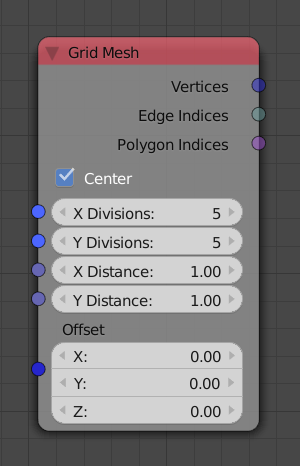 Grid Mesh
Vertices
Edge Indices
Polygon Indices
Center
X Divisions: 5
Y Divisions: 5
X Distance: 1.00
Y Distance: 1.00
Offset
X: 0.00
Y: 0.00
Z: 0.00